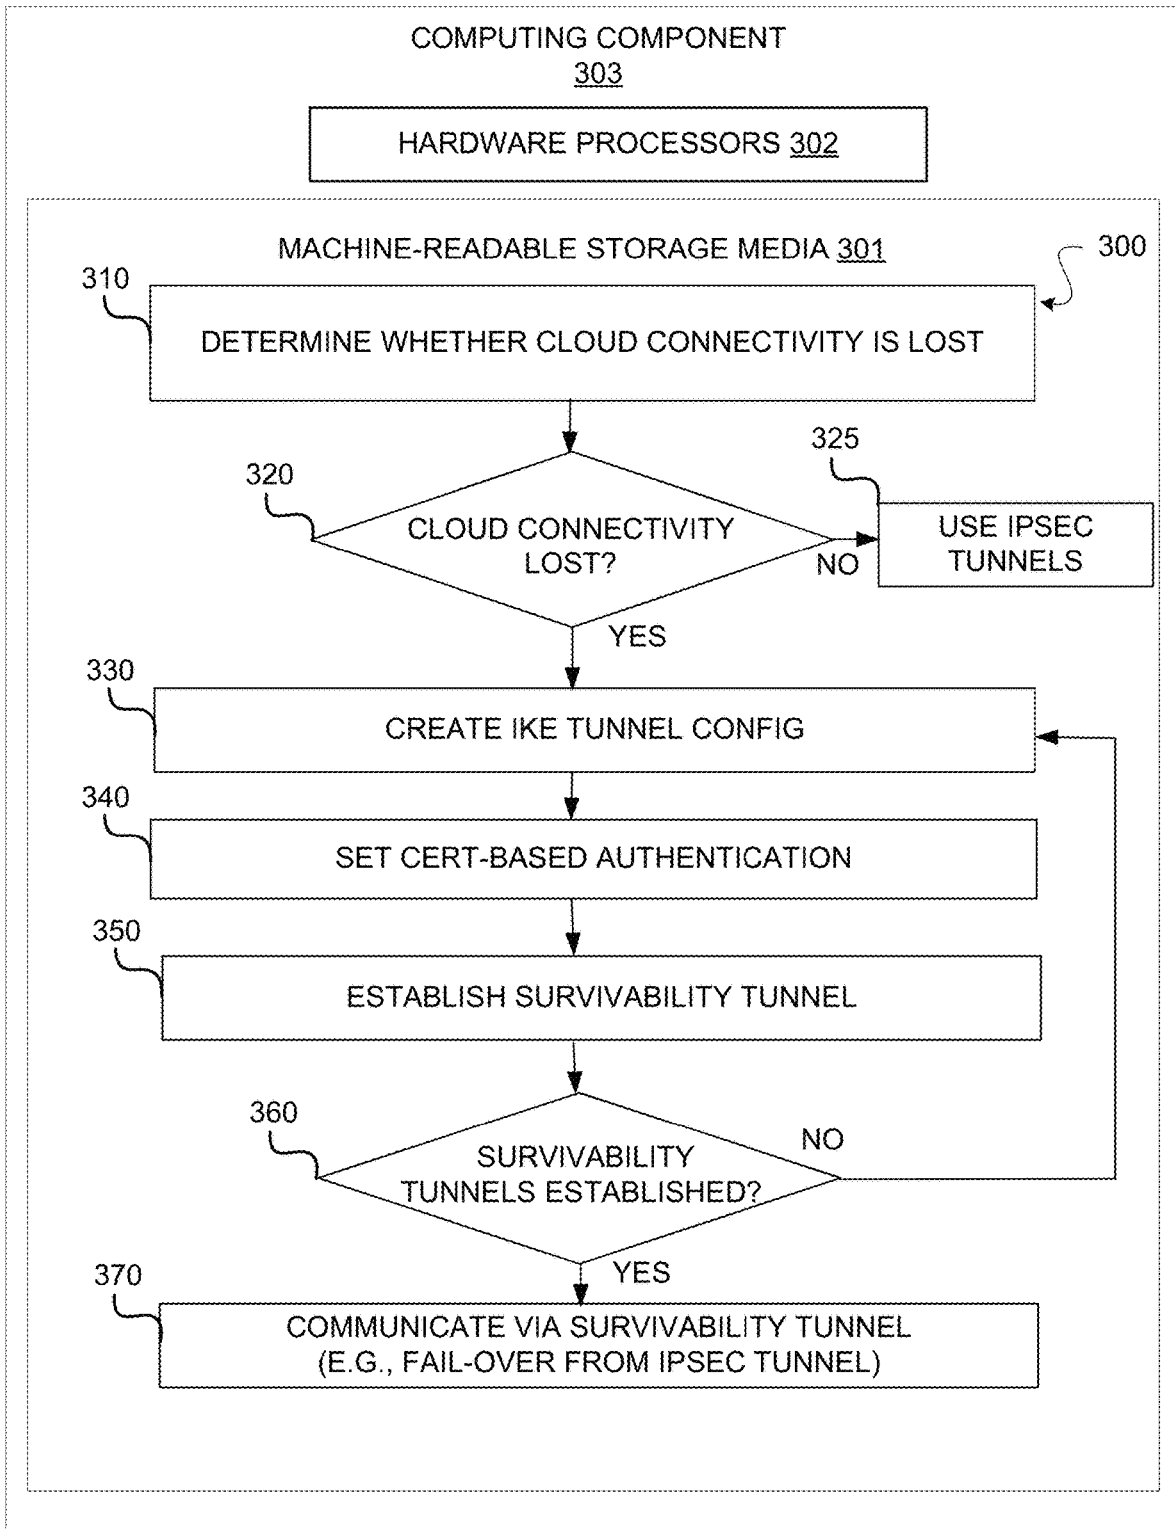 COMPUTING COMPONENT
303
HARDWARE PROCESSORS 302
MACHINE-READABLE STORAGE MEDIA 301
300
310
DETERMINE WHETHER CLOUD CONNECTIVITY IS LOST
320
CLOUD CONNECTIVITY
LOST?
NO
325
USE IPSEC
TUNNELS
YES
330
CREATE IKE TUNNEL CONFIG
340
SET CERT-BASED AUTHENTICATION
350
ESTABLISH SURVIVABILITY TUNNEL
360
SURVIVABILITY
TUNNELS ESTABLISHED?
NO
YES
370
COMMUNICATE VIA SURVIVABILITY TUNNEL
(E.G., FAIL-OVER FROM IPSEC TUNNEL)